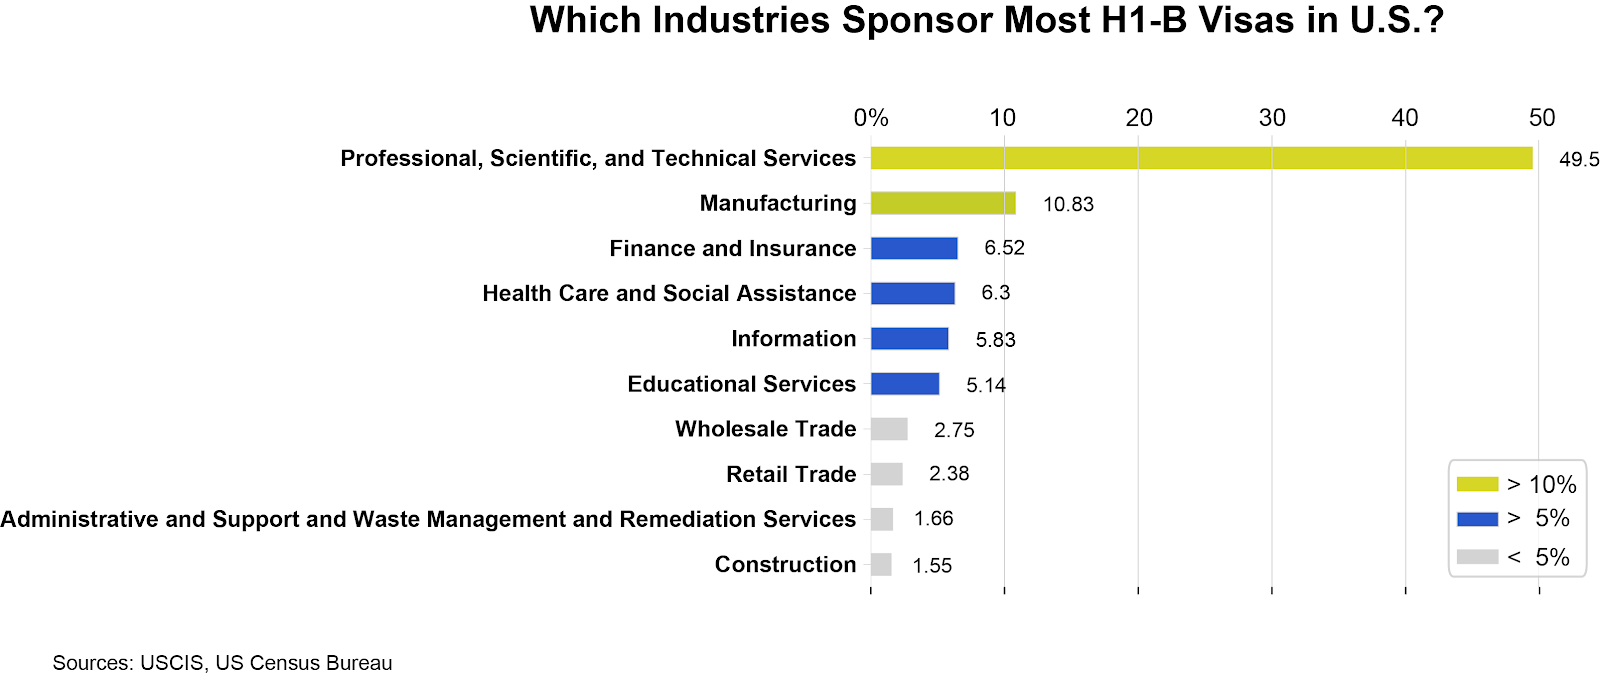 Which Industries Sponsor Most H1-B Visas in U.S.?
0% 10 20 30 40 50
Professional, Scientific, and Technical Services 49.5
Manufacturing 10.83
Finance and Insurance 6.52
Health Care and Social Assistance 6.3
Information 5.83
Educational Services 5.14
Wholesale Trade 2.75
Retail Trade 2.38
Administrative and Support and Waste Management and Remediation Services 1.66
Construction 1.55
> 10%
> 5%
< 5%
Sources: USCIS, US Census Bureau